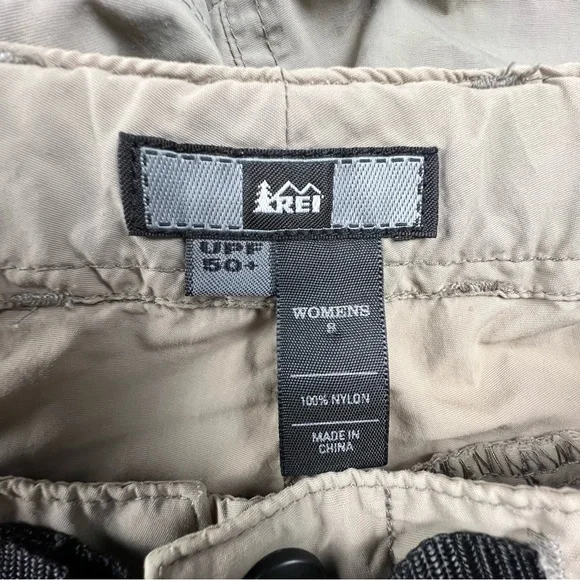 REI
UPF
50+
WOMENS
8
100% NYLON
MADE IN
CHINA